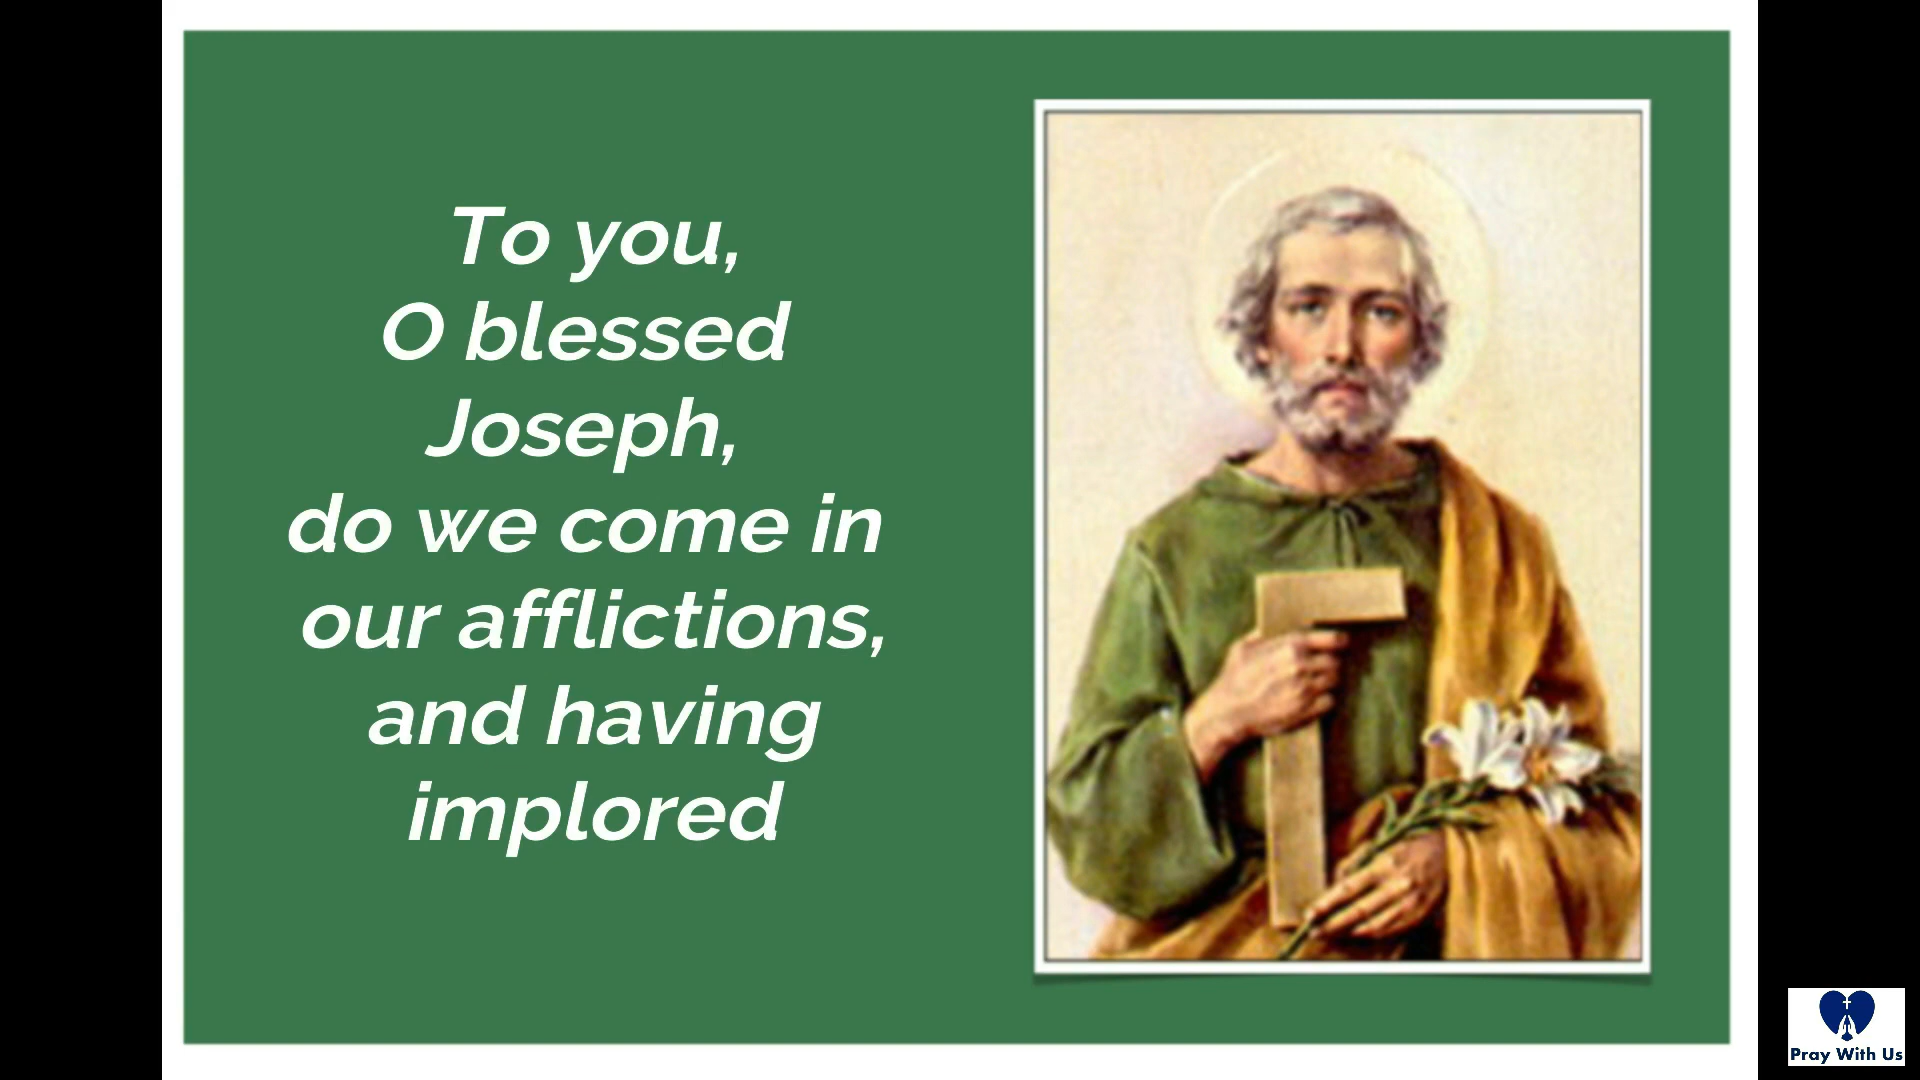 To you,
O blessed
Joseph,
do we come in
our afflictions,
and having
implored
Pray With Us